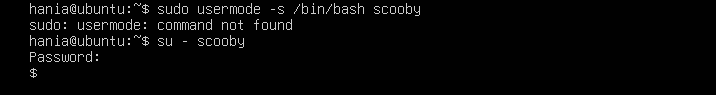 hania@ubuntu:~$ sudo usermode -s /bin/bash scooby
sudo: usermode: command not found
hania@ubuntu:~$ su - scooby
Password:
$